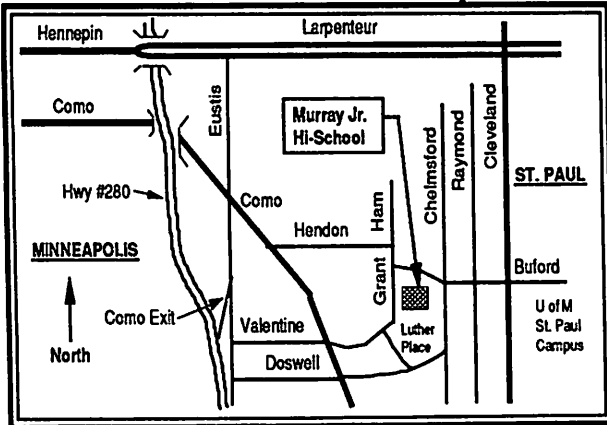 Hennepin
Larpenteur
Como
Eustis
Murray Jr.
Hi-School
Chelmsford
Raymond
Cleveland
ST. PAUL
Hwy #280
Como
Ham
Hendon
MINNEAPOLIS
Grant
Buford
Como Exit
Valentine
Luther
Place
U of M
St. Paul
Campus
North
Doswell